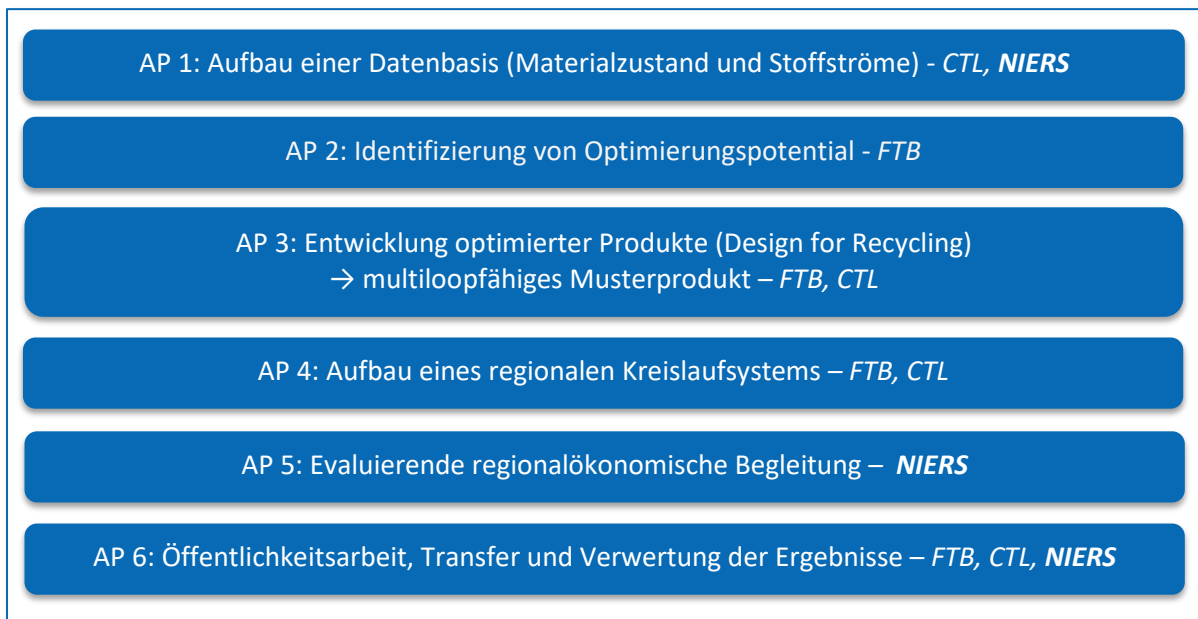 AP 1: Aufbau einer Datenbasis (Materialzustand und Stoffströme) - CTL, NIERS
AP 2: Identifizierung von Optimierungspotential - FTB
AP 3: Entwicklung optimierter Produkte (Design for Recycling)
→ multiloopfähiges Musterprodukt – FTB, CTL
AP 4: Aufbau eines regionalen Kreislaufsystems – FTB, CTL
AP 5: Evaluierende regionalökonomische Begleitung – NIERS
AP 6: Öffentlichkeitsarbeit, Transfer und Verwertung der Ergebnisse – FTB, CTL, NIERS